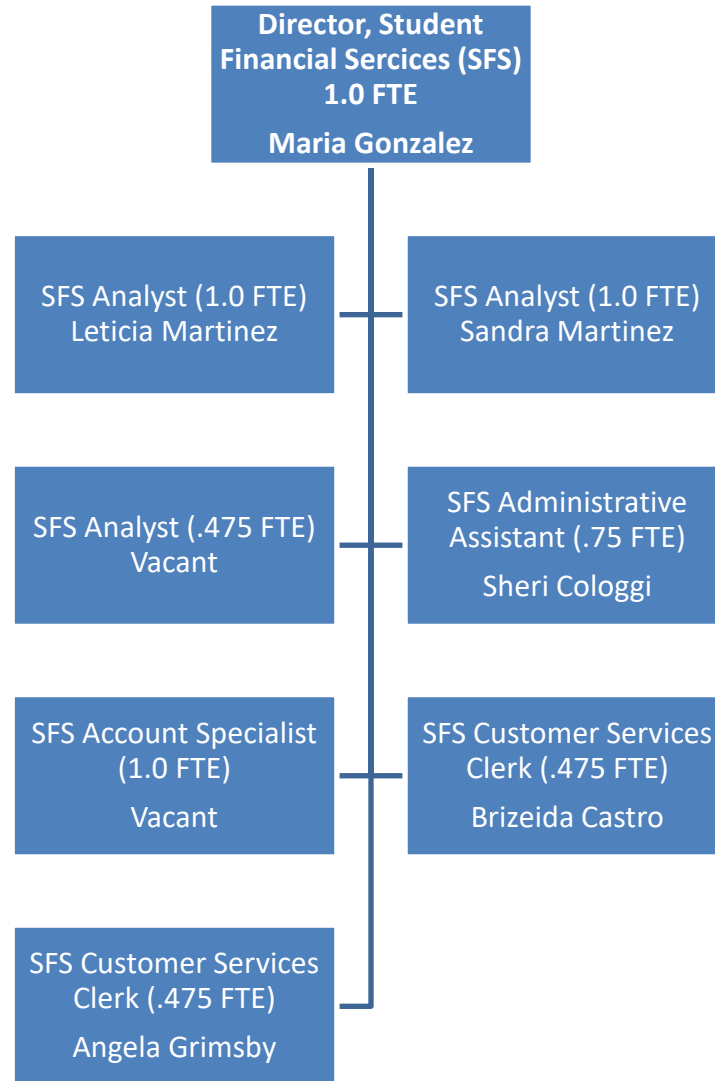 Director, Student
Financial Sercices (SFS)
1.0 FTE
Maria Gonzalez
SFS Analyst (1.0 FTE)
Leticia Martinez
SFS Analyst (1.0 FTE)
Sandra Martinez
SFS Analyst (.475 FTE)
Vacant
SFS Administrative
Assistant (.75 FTE)
Sheri Cologgi
SFS Account Specialist
(1.0 FTE)
Vacant
SFS Customer Services
Clerk (.475 FTE)
Brizeida Castro
SFS Customer Services
Clerk (.475 FTE)
Angela Grimsby